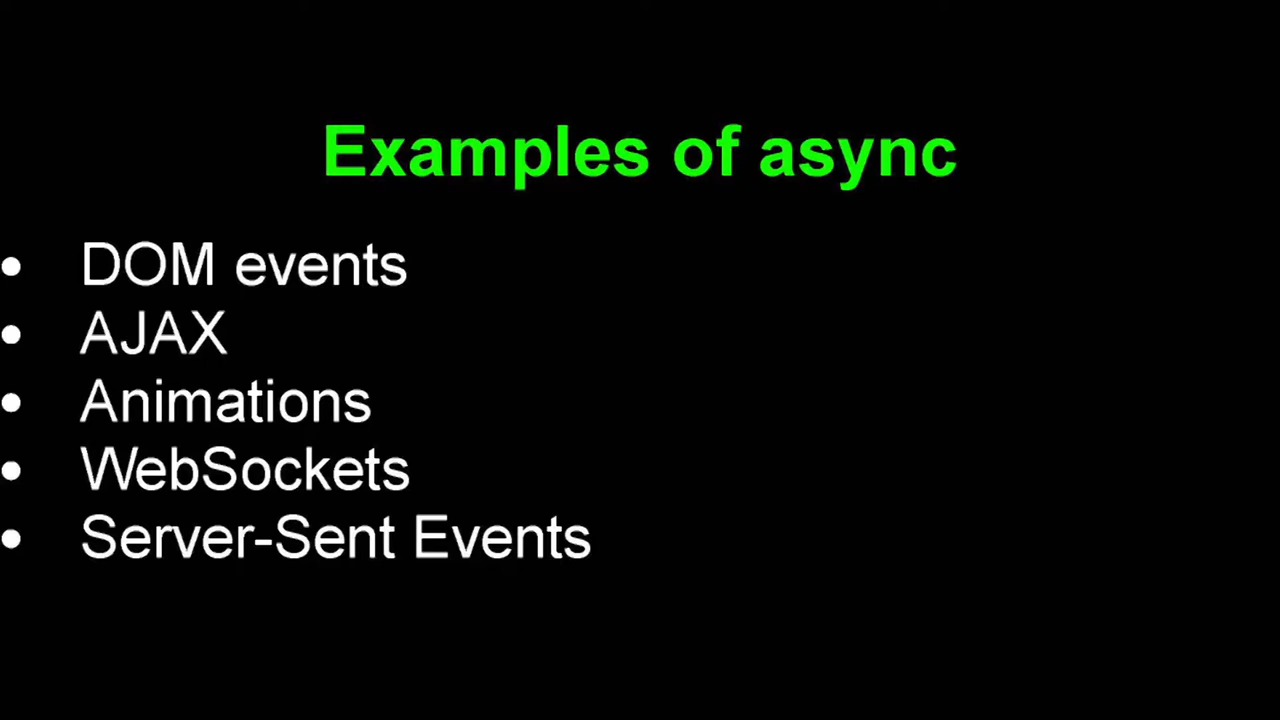 Examples of async
• DOM events
• AJAX
• Animations
• WebSockets
• Server-Sent Events